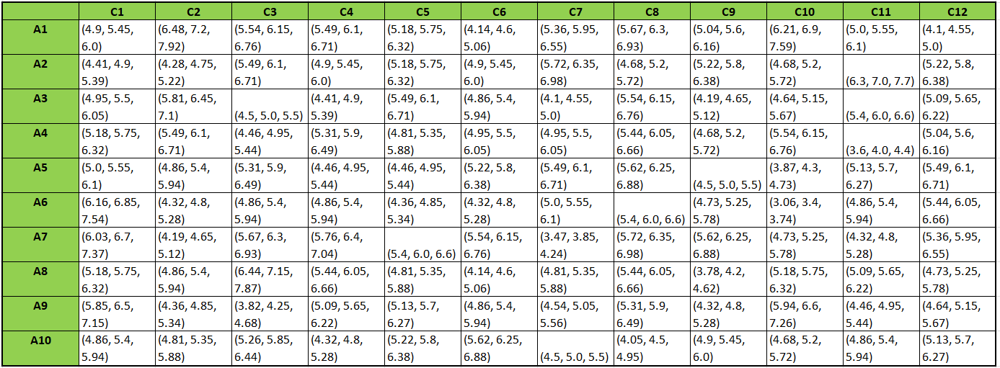 C1 C2 C3 C4 C5 C6 C7 C8 C9 C10 C11 C12
A1 (4.9, 5.45, 6.0) (6.48, 7.2, 7.92) (5.54, 6.15, 6.76) (5.49, 6.1, 6.71) (5.18, 5.75, 6.32) (4.14, 4.6, 5.06) (5.36, 5.95, 6.55) (5.67, 6.3, 6.93) (5.04, 5.6, 6.16) (6.21, 6.9, 7.59) (5.0, 5.55, 6.1) (4.1, 4.55, 5.0)
A2 (4.41, 4.9, 5.39) (4.28, 4.75, 5.22) (5.49, 6.1, 6.71) (4.9, 5.45, 6.0) (5.18, 5.75, 6.32) (4.9, 5.45, 6.0) (5.72, 6.35, 6.98) (4.68, 5.2, 5.72) (5.22, 5.8, 6.38) (4.68, 5.2, 5.72) (6.3, 7.0, 7.7) (5.22, 5.8, 6.38)
A3 (4.95, 5.5, 6.05) (5.81, 6.45, 7.1) (4.5, 5.0, 5.5) (4.41, 4.9, 5.39) (5.49, 6.1, 6.71) (4.86, 5.4, 5.94) (4.1, 4.55, 5.0) (5.54, 6.15, 6.76) (4.19, 4.65, 5.12) (4.64, 5.15, 5.67) (5.4, 6.0, 6.6) (5.09, 5.65, 6.22)
A4 (5.18, 5.75, 6.32) (5.49, 6.1, 6.71) (4.46, 4.95, 5.44) (5.31, 5.9, 6.49) (4.81, 5.35, 5.88) (4.95, 5.5, 6.05) (4.95, 5.5, 6.05) (5.44, 6.05, 6.66) (4.68, 5.2, 5.72) (5.54, 6.15, 6.76) (3.6, 4.0, 4.4) (5.04, 5.6, 6.16)
A5 (5.0, 5.55, 6.1) (4.86, 5.4, 5.94) (5.31, 5.9, 6.49) (4.46, 4.95, 5.44) (4.46, 4.95, 5.44) (5.22, 5.8, 6.38) (5.49, 6.1, 6.71) (5.62, 6.25, 6.88) (4.5, 5.0, 5.5) (3.87, 4.3, 4.73) (5.13, 5.7, 6.27) (5.49, 6.1, 6.71)
A6 (6.16, 6.85, 7.54) (4.32, 4.8, 5.28) (4.86, 5.4, 5.94) (4.86, 5.4, 5.94) (4.36, 4.85, 5.34) (4.32, 4.8, 5.28) (5.0, 5.55, 6.1) (5.4, 6.0, 6.6) (4.73, 5.25, 5.78) (3.06, 3.4, 3.74) (4.86, 5.4, 5.94) (5.44, 6.05, 6.66)
A7 (6.03, 6.7, 7.37) (4.19, 4.65, 5.12) (5.67, 6.3, 6.93) (5.76, 6.4, 7.04) (5.4, 6.0, 6.6) (5.54, 6.15, 6.76) (3.47, 3.85, 4.24) (5.72, 6.35, 6.98) (5.62, 6.25, 6.88) (4.73, 5.25, 5.78) (4.32, 4.8, 5.28) (5.36, 5.95, 6.55)
A8 (5.18, 5.75, 6.32) (4.86, 5.4, 5.94) (6.44, 7.15, 7.87) (5.44, 6.05, 6.66) (4.81, 5.35, 5.88) (4.14, 4.6, 5.06) (4.81, 5.35, 5.88) (5.44, 6.05, 6.66) (3.78, 4.2, 4.62) (5.18, 5.75, 6.32) (5.09, 5.65, 6.22) (4.73, 5.25, 5.78)
A9 (5.85, 6.5, 7.15) (4.36, 4.85, 5.34) (3.82, 4.25, 4.68) (5.09, 5.65, 6.22) (5.13, 5.7, 6.27) (4.86, 5.4, 5.94) (4.54, 5.05, 5.56) (5.31, 5.9, 6.49) (4.32, 4.8, 5.28) (5.94, 6.6, 7.26) (4.46, 4.95, 5.44) (4.64, 5.15, 5.67)
A10 (4.86, 5.4, 5.94) (4.81, 5.35, 5.88) (5.26, 5.85, 6.44) (4.32, 4.8, 5.28) (5.22, 5.8, 6.38) (5.62, 6.25, 6.88) (4.5, 5.0, 5.5) (4.05, 4.5, 4.95) (4.9, 5.45, 6.0) (4.68, 5.2, 5.72) (4.86, 5.4, 5.94) (5.13, 5.7, 6.27)